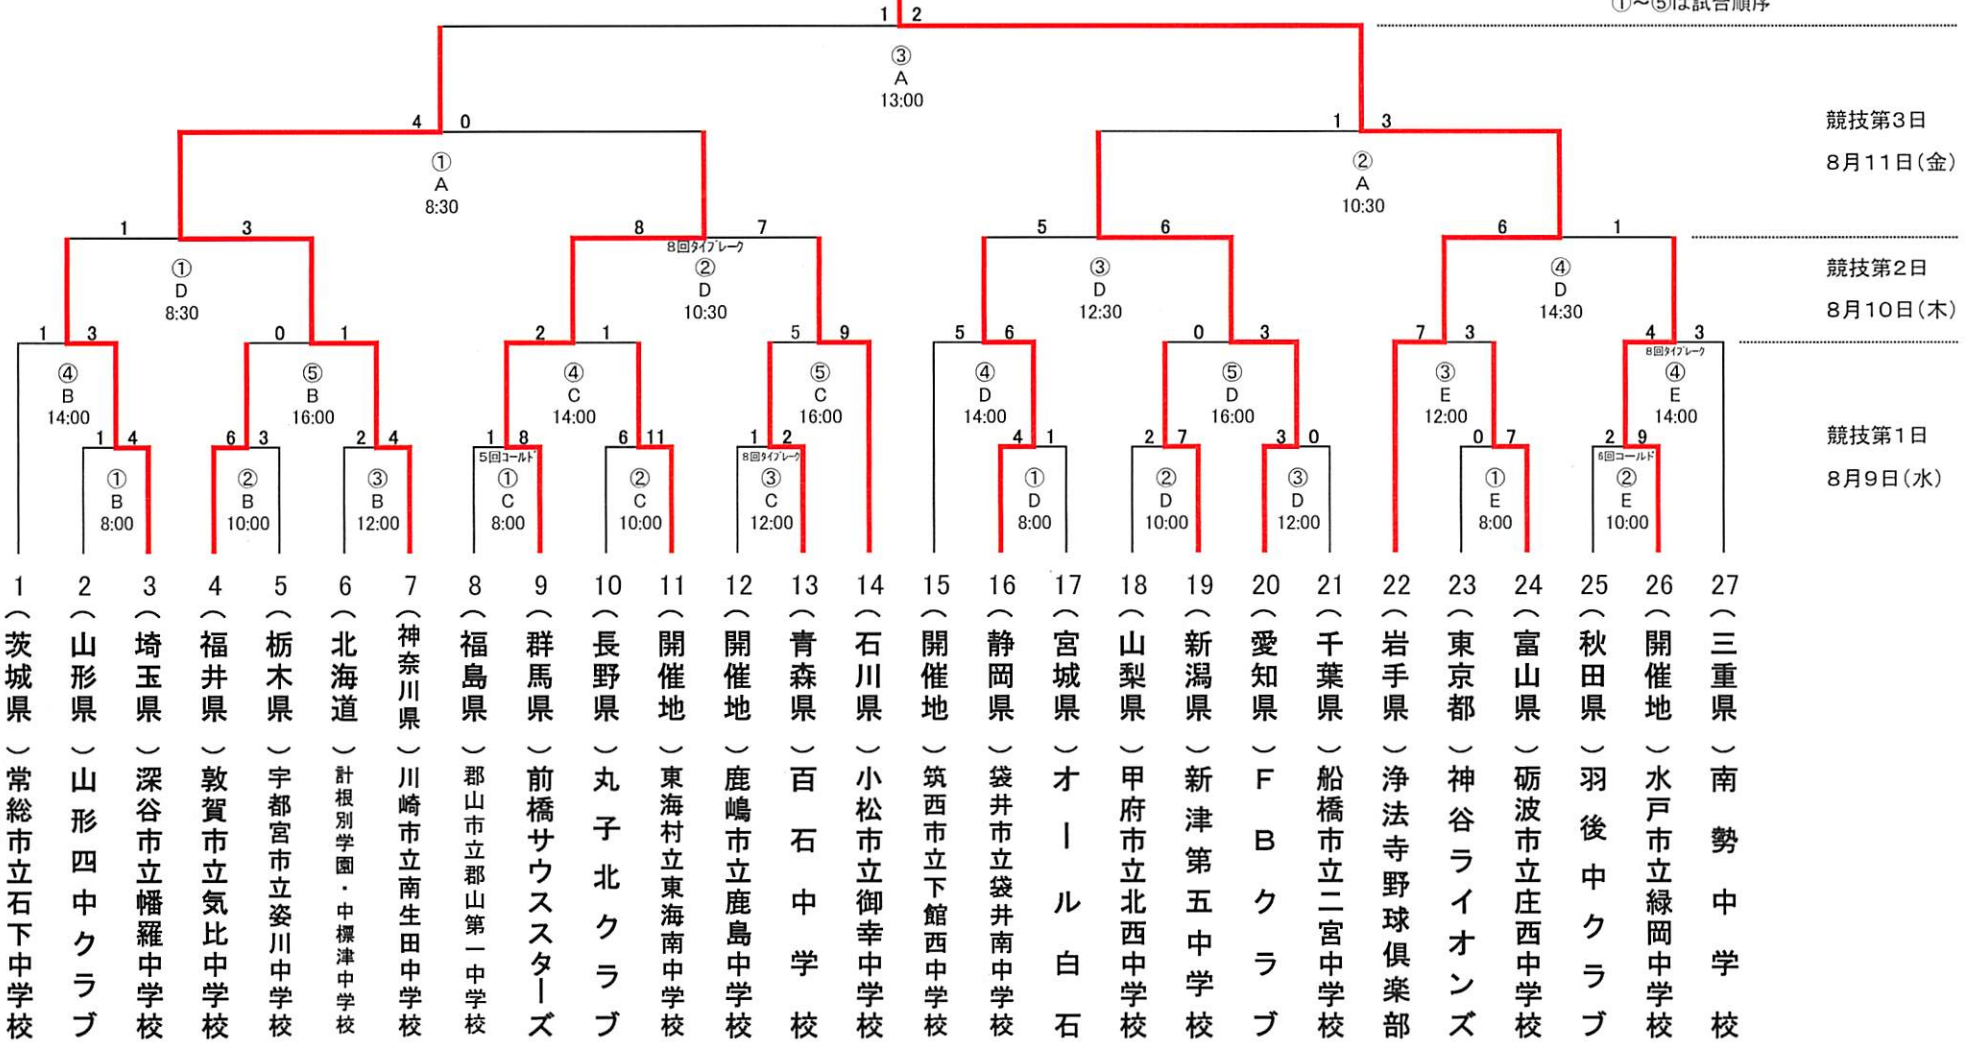 ①～⑤は試合順序
1 2
③
A
13:00
競技第3日
8月11日(金)
4 0
①
A
8:30
1 3
②
A
10:30
1 3
①
D
8:30
8 7
8回タイブレーク
②
D
10:30
5 6
③
D
12:30
6 1
④
D
14:30
競技第2日
8月10日(木)
1 3
④
B
14:00
0 1
⑤
B
16:00
2 1
④
C
14:00
5 9
⑤
C
16:00
5 6
④
D
14:00
0 3
⑤
D
16:00
7 3
③
E
12:00
4 3
8回タイブレーク
④
E
14:00
競技第1日
8月9日(水)
1 4
①
B
8:00
6 3
②
B
10:00
2 4
③
B
12:00
1 8
5回コールド
①
C
8:00
6 11
②
C
10:00
1 2
8回タイブレーク
③
C
12:00
4 1
①
D
8:00
2 7
②
D
10:00
3 0
③
D
12:00
0 7
①
E
8:00
2 9
6回コールド
②
E
10:00
1（茨城県）常総市立石下中学校
2（山形県）山形四中クラブ
3（埼玉県）深谷市立幡羅中学校
4（福井県）敦賀市立気比中学校
5（栃木県）宇都宮市立姿川中学校
6（北海道）計根別学園・中標津中学校
7（神奈川県）川崎市立南生田中学校
8（福島県）郡山市立郡山第一中学校
9（群馬県）前橋サウススターズ
10（長野県）丸子北クラブ
11（開催地）東海村立東海南中学校
12（開催地）鹿嶋市立鹿島中学校
13（青森県）百石中学校
14（石川県）小松市立御幸中学校
15（開催地）筑西市立下館西中学校
16（静岡県）袋井市立袋井南中学校
17（宮城県）オール白石
18（山梨県）甲府市立北西中学校
19（新潟県）新津第五中学校
20（愛知県）FBクラブ
21（千葉県）船橋市立二宮中学校
22（岩手県）浄法寺野球倶楽部
23（東京都）神谷ライオンズ
24（富山県）砺波市立庄西中学校
25（秋田県）羽後中クラブ
26（開催地）水戸市立緑岡中学校
27（三重県）南勢中学校